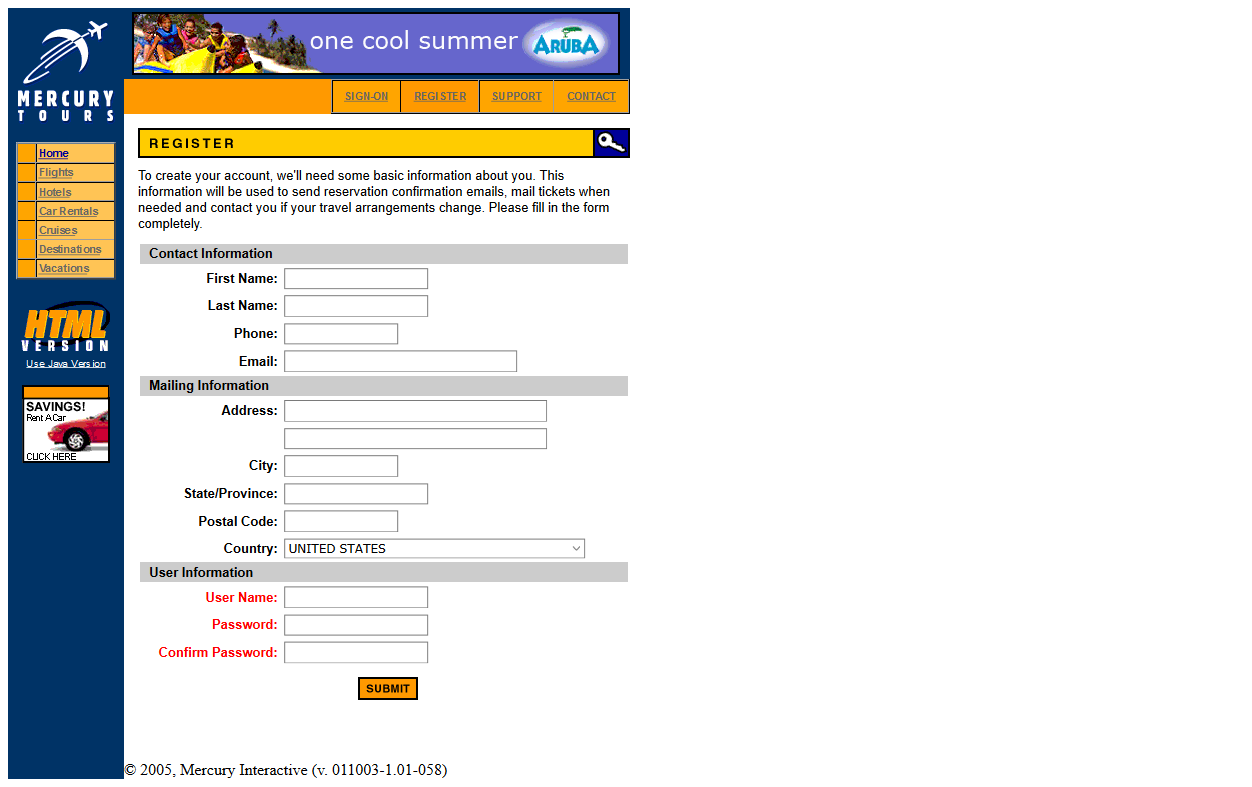 MERCURY
TOURS
one cool summer
ARUBA
SIGN-ON
REGISTER
SUPPORT
CONTACT
Home
Flights
Hotels
Car Rentals
Cruises
Destinations
Vacations
HTML
VERSION
Use Java Version
SAVINGS!
Rent A Car
CLICK HERE
REGISTER
To create your account, we'll need some basic information about you. This
information will be used to send reservation confirmation emails, mail tickets when
needed and contact you if your travel arrangements change. Please fill in the form
completely.
Contact Information
First Name:
Last Name:
Phone:
Email:
Mailing Information
Address:
City:
State/Province:
Postal Code:
Country: UNITED STATES
User Information
User Name:
Password:
Confirm Password:
SUBMIT
© 2005, Mercury Interactive (v. 011003-1.01-058)